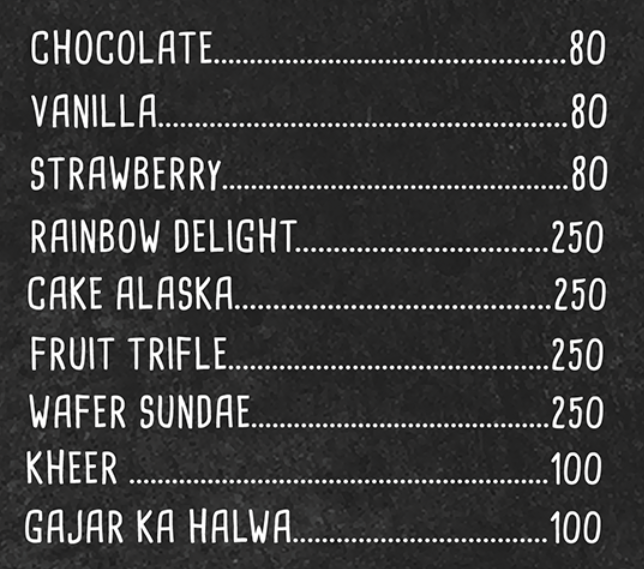 CHOCOLATE..................................................80
VANILLA..........................................................80
STRAWBERRY.................................................80
RAINBOW DELIGHT....................................250
CAKE ALASKA.............................................250
FRUIT TRIFLE..............................................250
WAFER SUNDAE...........................................250
KHEER ............................................................100
GAJAR KA HALWA....................................100